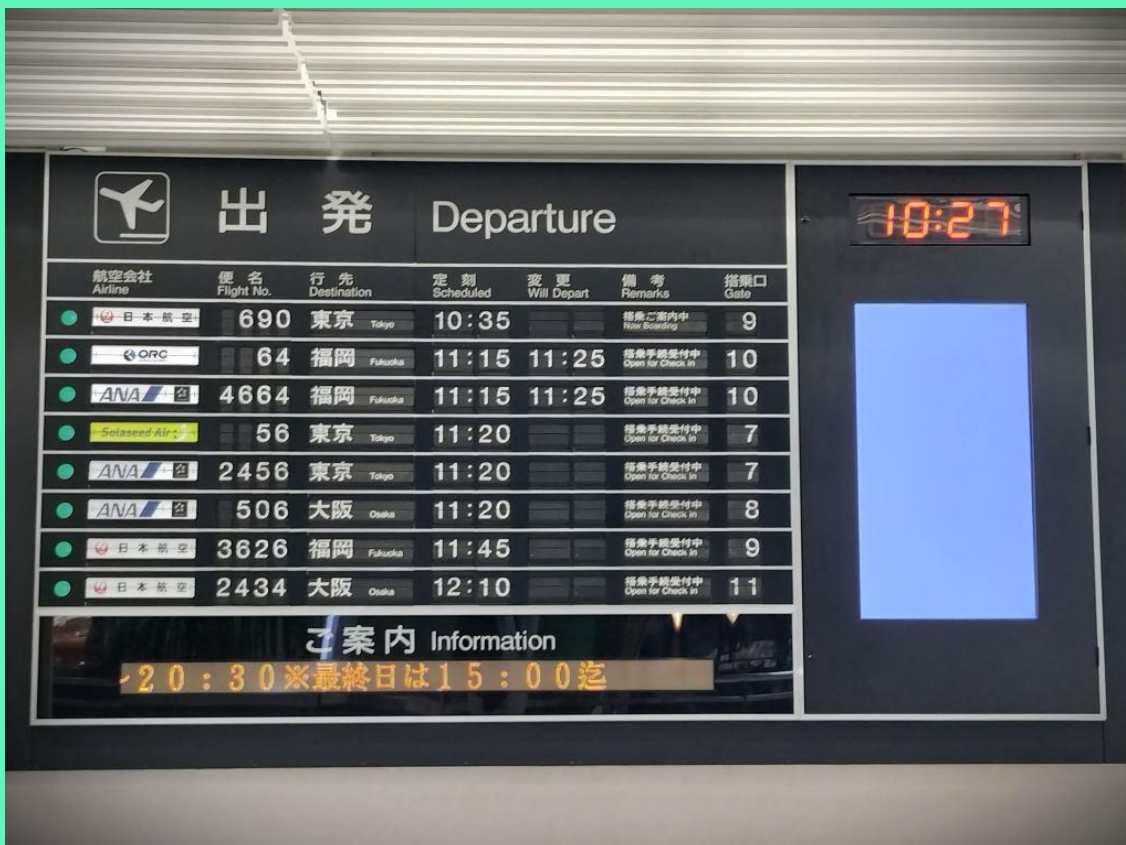 出発 Departure
10:27
航空会社 便名 行先 定刻 変更 備考 搭乗口
Airline Flight No. Destination Scheduled Will Depart Remarks Gate
日本航空 690 東京 Tokyo 10:35 搭乗ご案内中 Now Boarding 9
ORC 64 福岡 Fukuoka 11:15 11:25 搭乗手続受付中 Open for Check in 10
ANA 4664 福岡 Fukuoka 11:15 11:25 搭乗手続受付中 Open for Check in 10
Solaseed Air 56 東京 Tokyo 11:20 搭乗手続受付中 Open for Check in 7
ANA 2456 東京 Tokyo 11:20 搭乗手続受付中 Open for Check in 7
ANA 506 大阪 Osaka 11:20 搭乗手続受付中 Open for Check in 8
日本航空 3626 福岡 Fukuoka 11:45 搭乗手続受付中 Open for Check in 9
日本航空 2434 大阪 Osaka 12:10 搭乗手続受付中 Open for Check in 11
ご案内 Information
~20:30※最終日は15:00迄